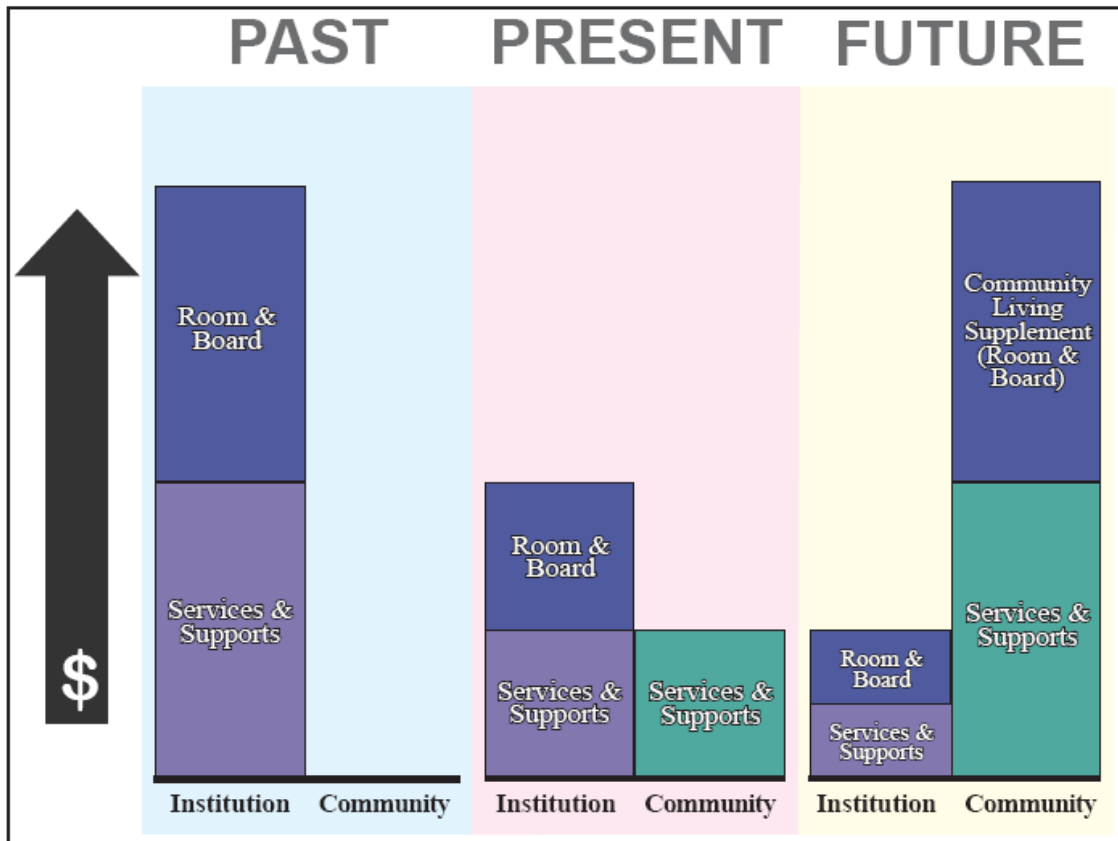 PAST
PRESENT
FUTURE
Room &
Board
Services &
Supports
$
Institution
Community
Room &
Board
Services &
Supports
Services &
Supports
Institution
Community
Community
Living
Supplement
(Room &
Board)
Room &
Board
Services &
Supports
Services &
Supports
Institution
Community